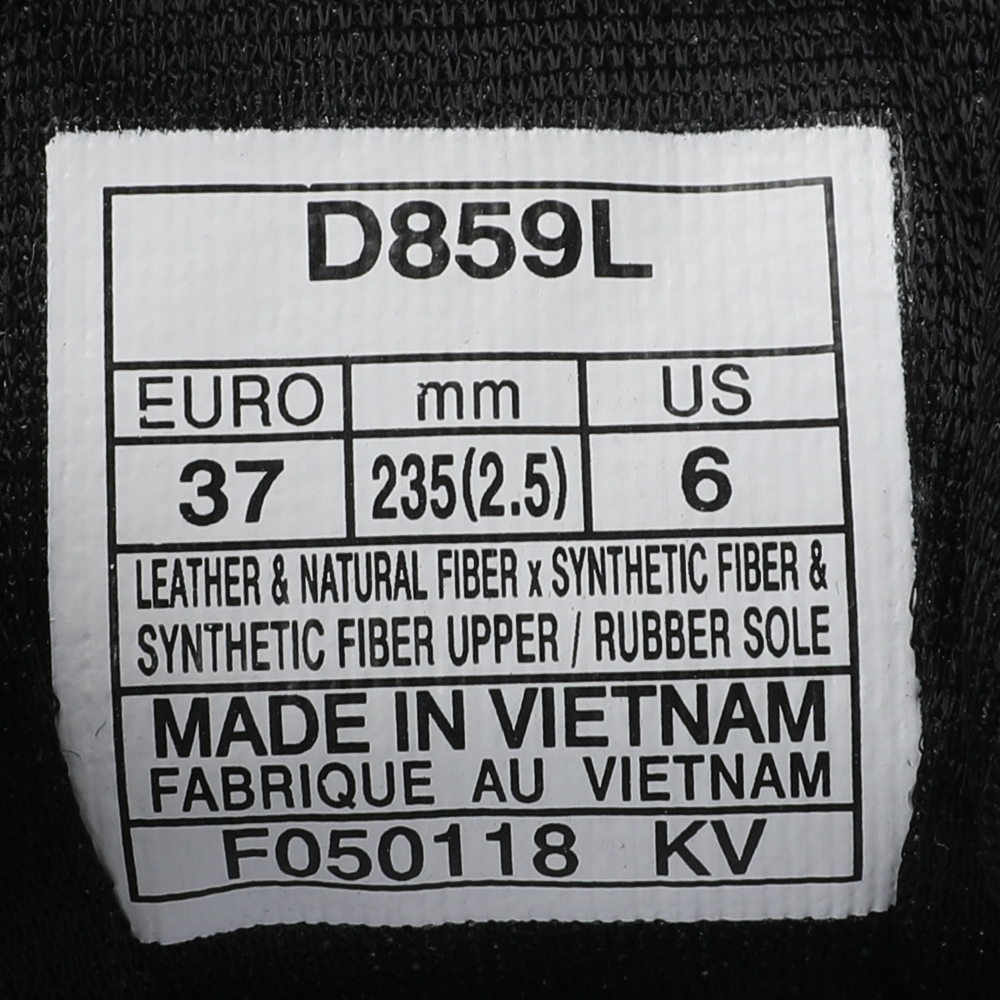 D859L
EURO mm US
37 235(2.5) 6
LEATHER & NATURAL FIBER x SYNTHETIC FIBER &
SYNTHETIC FIBER UPPER / RUBBER SOLE
MADE IN VIETNAM
FABRIQUE AU VIETNAM
F050118 KV